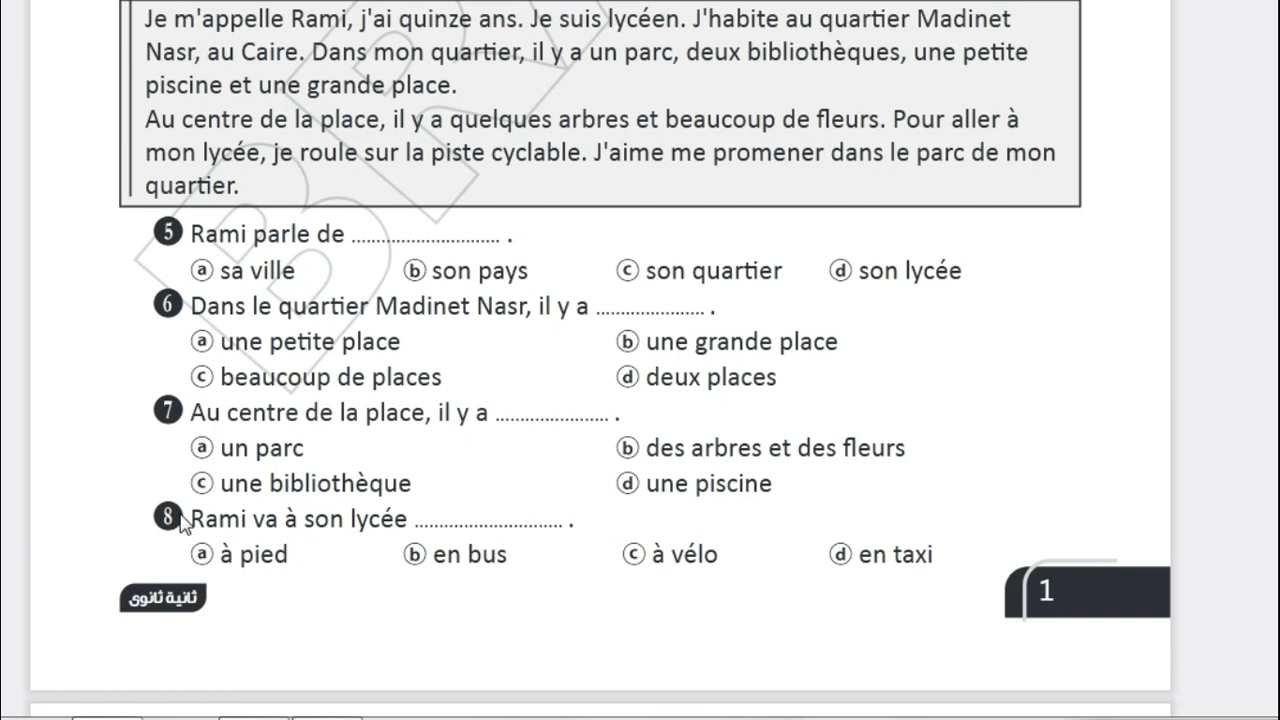 Je m'appelle Rami, j'ai quinze ans. Je suis lycéen. J'habite au quartier Madinet
Nasr, au Caire. Dans mon quartier, il y a un parc, deux bibliothèques, une petite
piscine et une grande place.
Au centre de la place, il y a quelques arbres et beaucoup de fleurs. Pour aller à
mon lycée, je roule sur la piste cyclable. J'aime me promener dans le parc de mon
quartier.
5 Rami parle de ............................ .
a sa ville b son pays c son quartier d son lycée
6 Dans le quartier Madinet Nasr, il y a ..................... .
a une petite place b une grande place
c beaucoup de places d deux places
7 Au centre de la place, il y a ...................... .
a un parc b des arbres et des fleurs
c une bibliothèque d une piscine
8 Rami va à son lycée ............................ .
a à pied b en bus c à vélo d en taxi
ثانية ثانوى
1